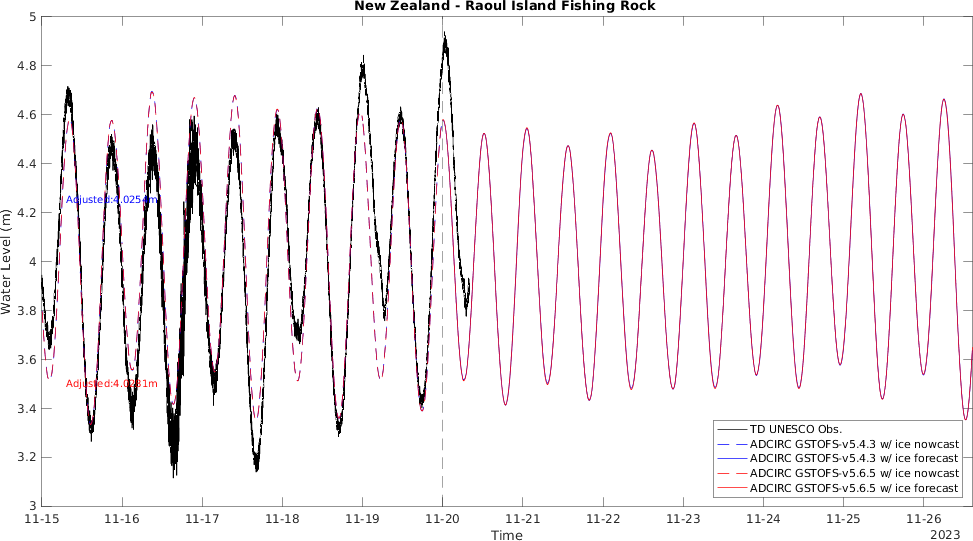 New Zealand - Raoul Island Fishing Rock
Water Level (m)
5
4.8
4.6
4.4
4.2
4
3.8
3.6
3.4
3.2
3
Adjusted:4.0254m
Adjusted:4.0281m
TD UNESCO Obs.
ADCIRC GSTOFS-v5.4.3 w/ ice nowcast
ADCIRC GSTOFS-v5.4.3 w/ ice forecast
ADCIRC GSTOFS-v5.6.5 w/ ice nowcast
ADCIRC GSTOFS-v5.6.5 w/ ice forecast
11-15 11-16 11-17 11-18 11-19 11-20 11-21 11-22 11-23 11-24 11-25 11-26
Time
2023